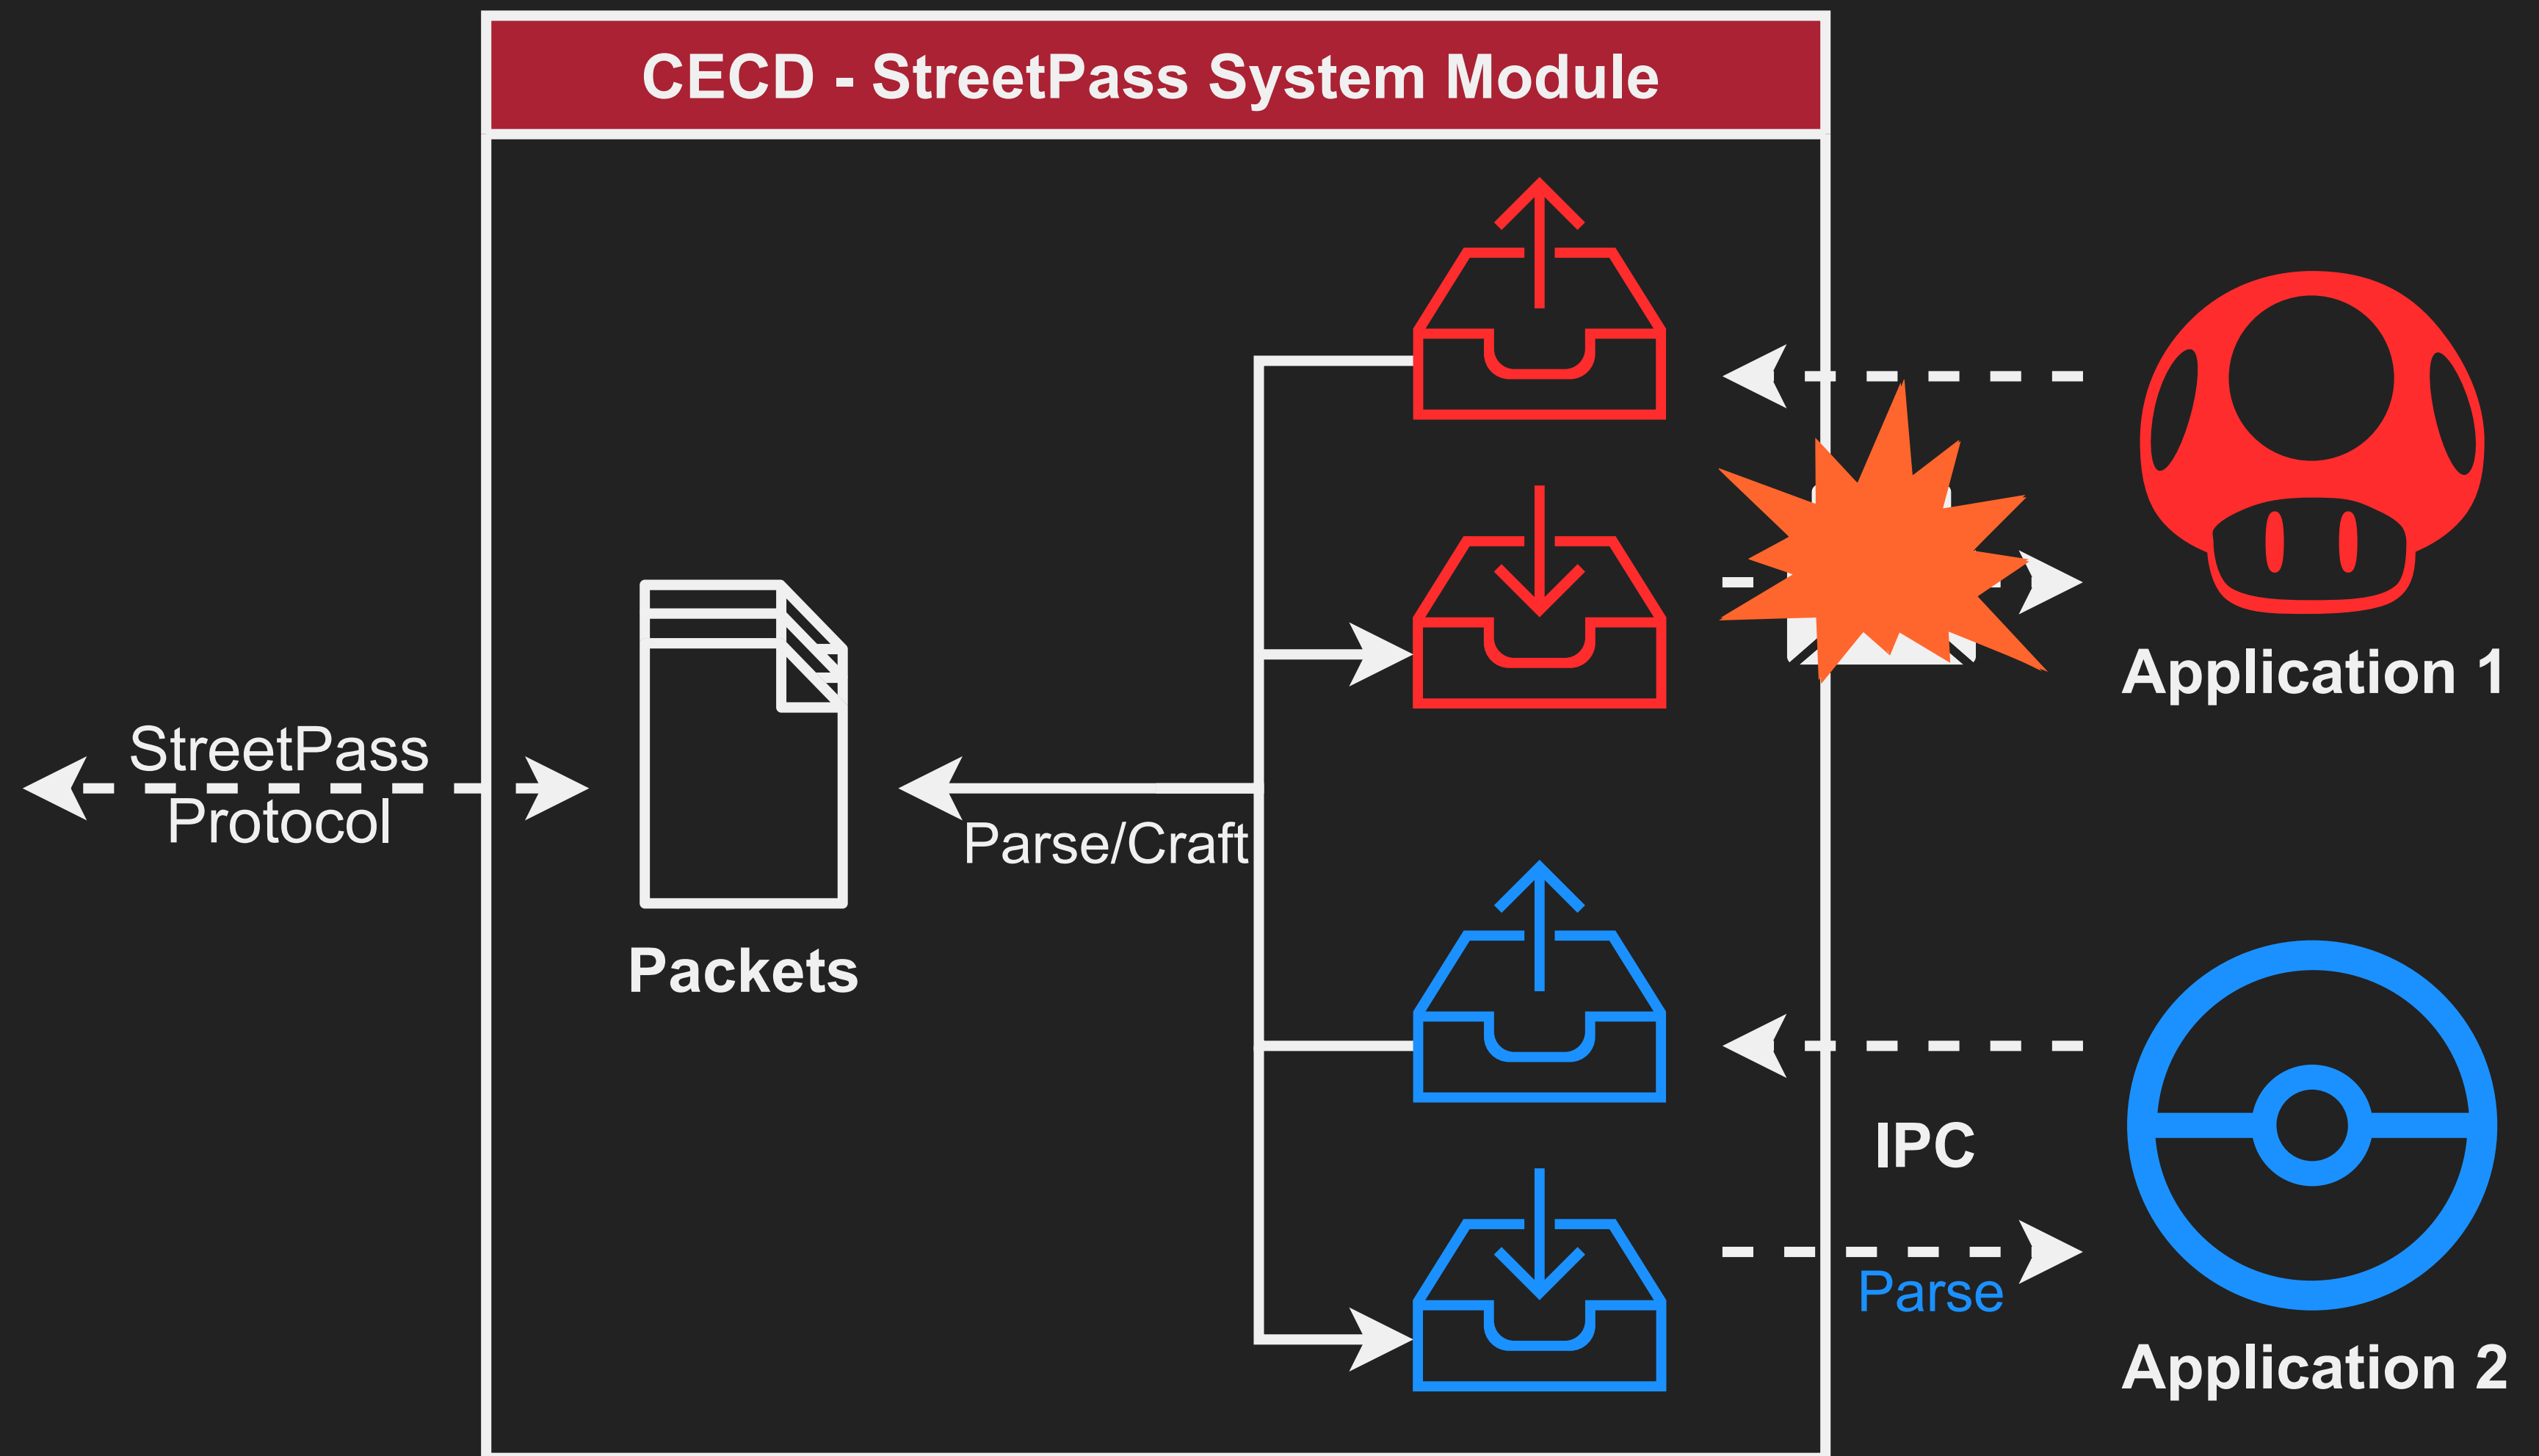 CECD - StreetPass System Module
StreetPass
Protocol
Packets
Parse/Craft
Application 1
IPC
Parse
Application 2